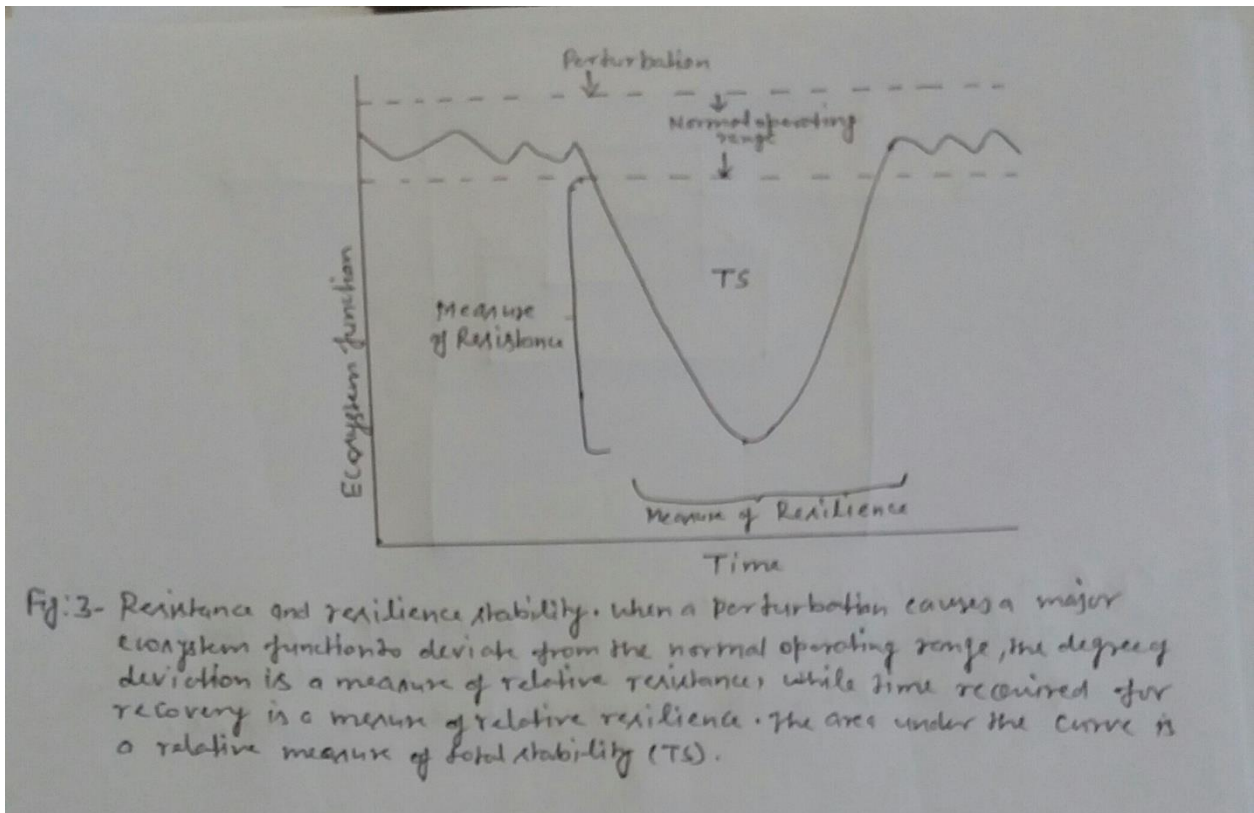 Perturbation
Normal operating
range
TS
Measure
of Resistance
Ecosystem function
Measure of Resilience
Time
Fig:3- Resistance and resilience stability. When a perturbation causes a major
ecosystem function to deviate from the normal operating range, the degree of
deviction is a measure of relative resistance, while time required for
recovery is a mesure of relative resilience. The area under the curve is
a relative measure of total stability (TS).